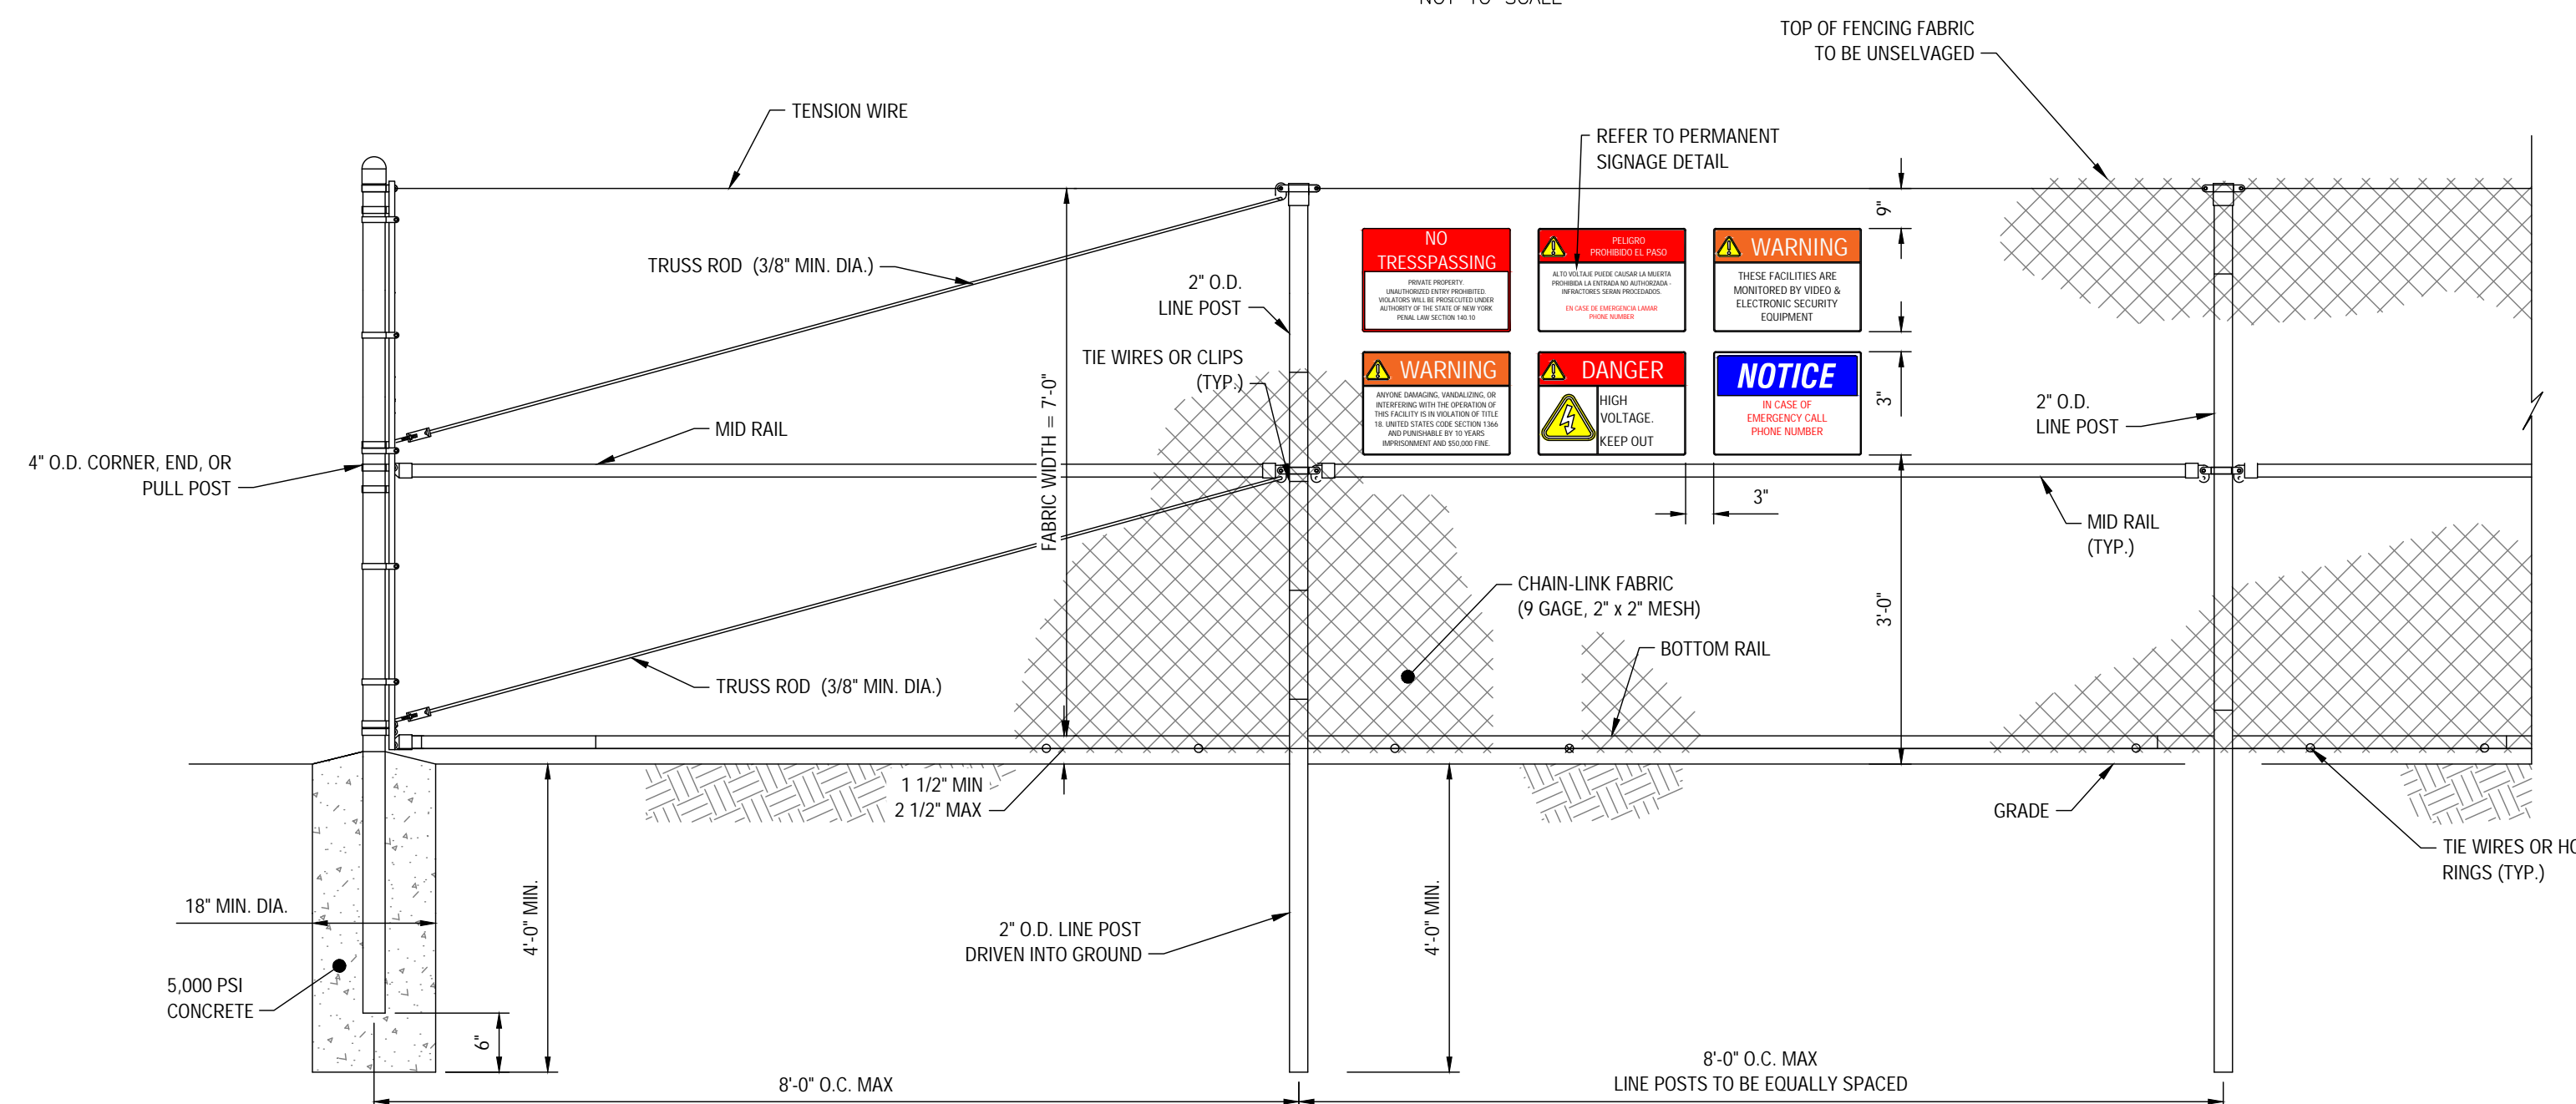 NOT TO SCALE
TOP OF FENCING FABRIC
TO BE UNSELVAGED
TENSION WIRE
REFER TO PERMANENT
SIGNAGE DETAIL
TRUSS ROD (3/8" MIN. DIA.)
2" O.D.
LINE POST
9"
NO
TRESSPASSING
PRIVATE PROPERTY.
UNAUTHORIZED ENTRY PROHIBITED.
VIOLATORS WILL BE PROSECUTED UNDER
AUTHORITY OF THE STATE OF NEW YORK
PENAL LAW SECTION 140.10
PELIGRO
PROHIBIDO EL PASO
ALTO VOLTAJE PUEDE CAUSAR LA MUERTA
PROHIBIDA LA ENTRADA NO AUTHORZADA -
INFRACTORES SERAN PROCEDADOS.
EN CASE DE EMERGENCIA LAMAR
PHONE NUMBER
WARNING
THESE FACILITIES ARE
MONITORED BY VIDEO &
ELECTRONIC SECURITY
EQUIPMENT
TIE WIRES OR CLIPS
(TYP.)
WARNING
ANYONE DAMAGING, VANDALIZING, OR
INTERFERING WITH THE OPERATION OF
THIS FACILITY IS IN VIOLATION OF TITLE
18. UNITED STATES CODE SECTION 1366
AND PUNISHABLE BY 10 YEARS
IMPRISONMENT AND $50,000 FINE.
DANGER
HIGH
VOLTAGE.
KEEP OUT
NOTICE
IN CASE OF
EMERGENCY CALL
PHONE NUMBER
3"
2" O.D.
LINE POST
MID RAIL
4" O.D. CORNER, END, OR
PULL POST
FABRIC WIDTH = 7'-0"
3"
MID RAIL
(TYP.)
CHAIN-LINK FABRIC
(9 GAGE, 2" x 2" MESH)
3'-0"
BOTTOM RAIL
TRUSS ROD (3/8" MIN. DIA.)
1 1/2" MIN
2 1/2" MAX
GRADE
TIE WIRES OR HO
RINGS (TYP.)
18" MIN. DIA.
4'-0" MIN.
2" O.D. LINE POST
DRIVEN INTO GROUND
4'-0" MIN.
5,000 PSI
CONCRETE
6"
8'-0" O.C. MAX
8'-0" O.C. MAX
LINE POSTS TO BE EQUALLY SPACED